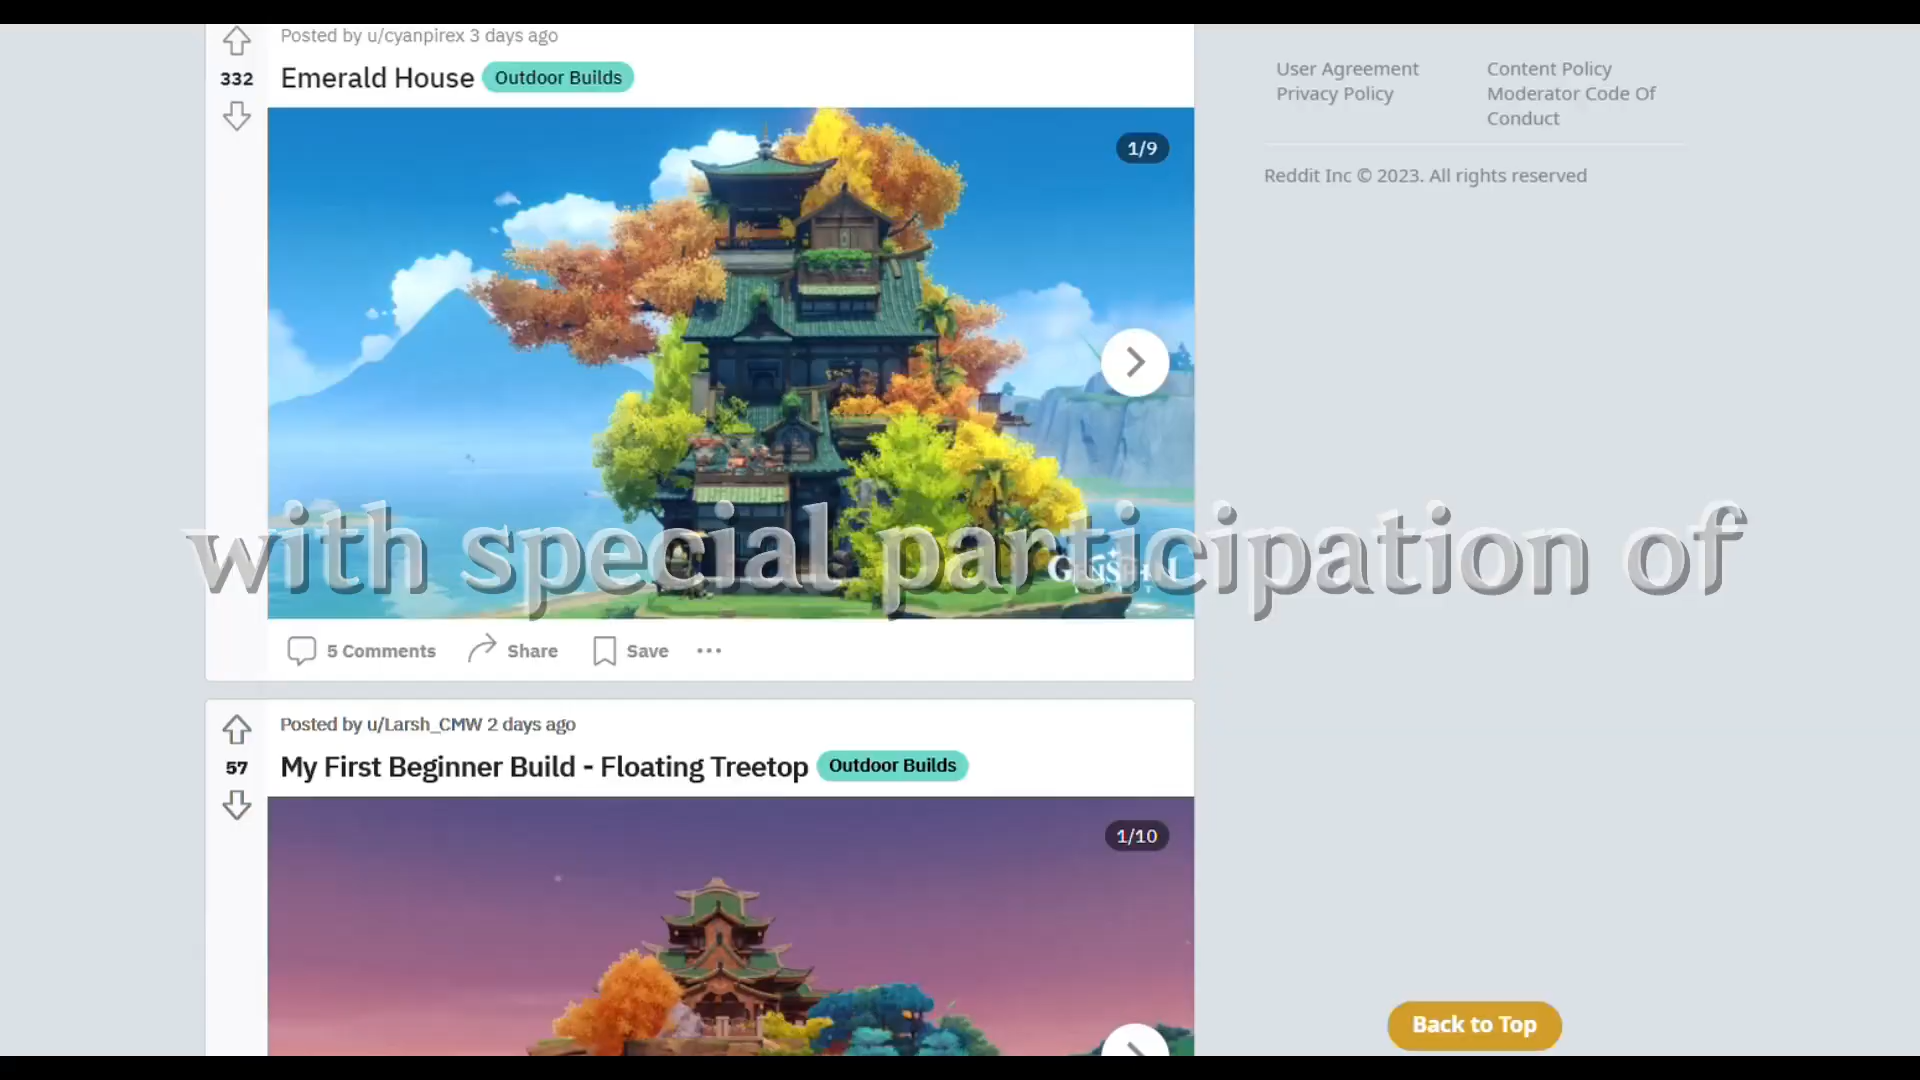 Posted by u/cyanpirex 3 days ago
332
Emerald House
Outdoor Builds
1/9
GENSHIN
with special participation of
5 Comments
Share
Save
Posted by u/Larsh_CMW 2 days ago
57
My First Beginner Build - Floating Treetop
Outdoor Builds
1/10
User Agreement
Content Policy
Privacy Policy
Moderator Code Of
Conduct
Reddit Inc © 2023. All rights reserved
Back to Top